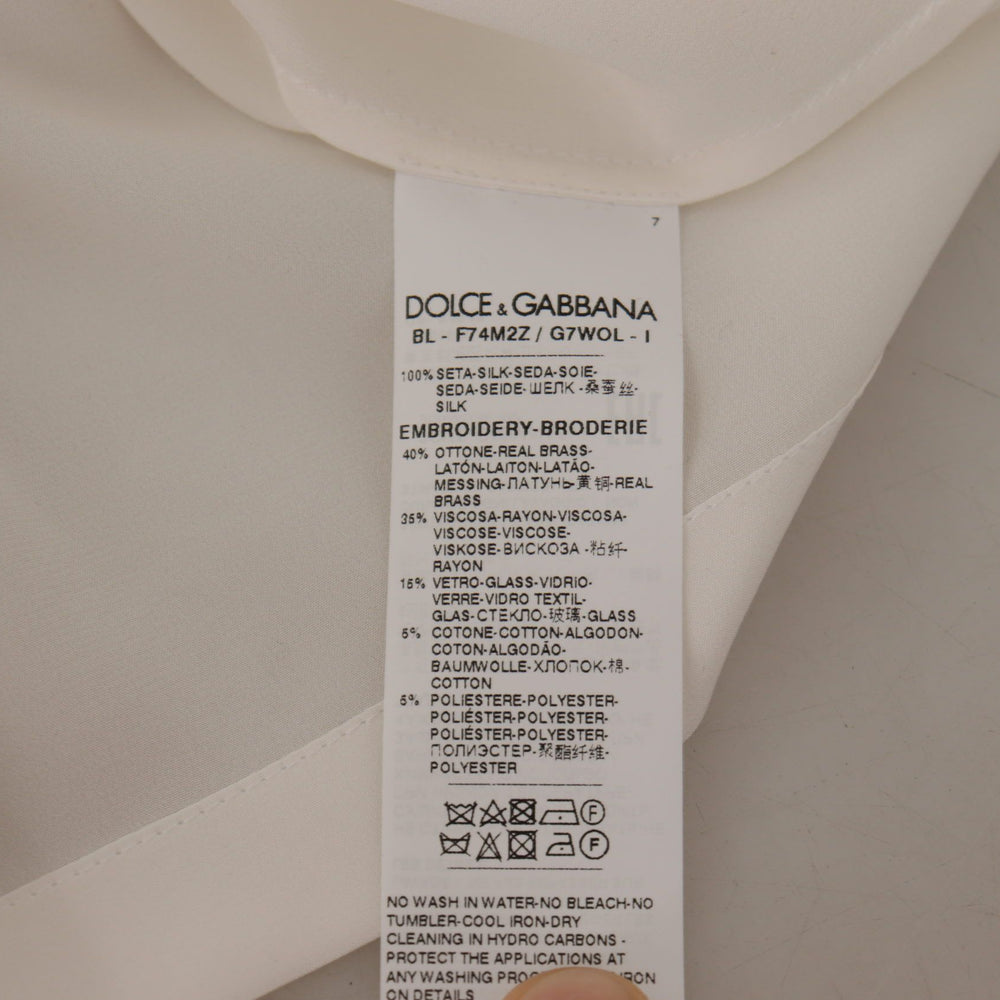 7
DOLCE & GABBANA
BL - F74M2Z / G7WOL - I
100% SETA-SILK-SEDA-SOIE-
SEDA-SEIDE-ШЕЛК -桑蚕丝-
SILK
EMBROIDERY-BRODERIE
40% OTTONE-REAL BRASS-
LATÓN-LAITON-LATÃO-
MESSING-ЛАТУНЬ-黄铜-REAL
BRASS
35% VISCOSA-RAYON-VISCOSA-
VISCOSE-VISCOSE-
VISKOSE-ВИСКОЗА -粘纤-
RAYON
15% VETRO-GLASS-VIDRIO-
VERRE-VIDRO TEXTIL-
GLAS-СТЕКЛО-玻璃-GLASS
5% COTONE-COTTON-ALGODON-
COTON-ALGODÃO-
BAUMWOLLE-ХЛОПОК-棉-
COTTON
5% POLIESTERE-POLYESTER-
POLIÉSTER-POLYESTER-
POLIÉSTER-POLYESTER-
ПОЛИЭСТЕР-聚酯纤维-
POLYESTER
F
F
NO WASH IN WATER-NO BLEACH-NO
TUMBLER-COOL IRON-DRY
CLEANING IN HYDRO CARBONS -
PROTECT THE APPLICATIONS AT
ANY WASHING
ON DETAILS